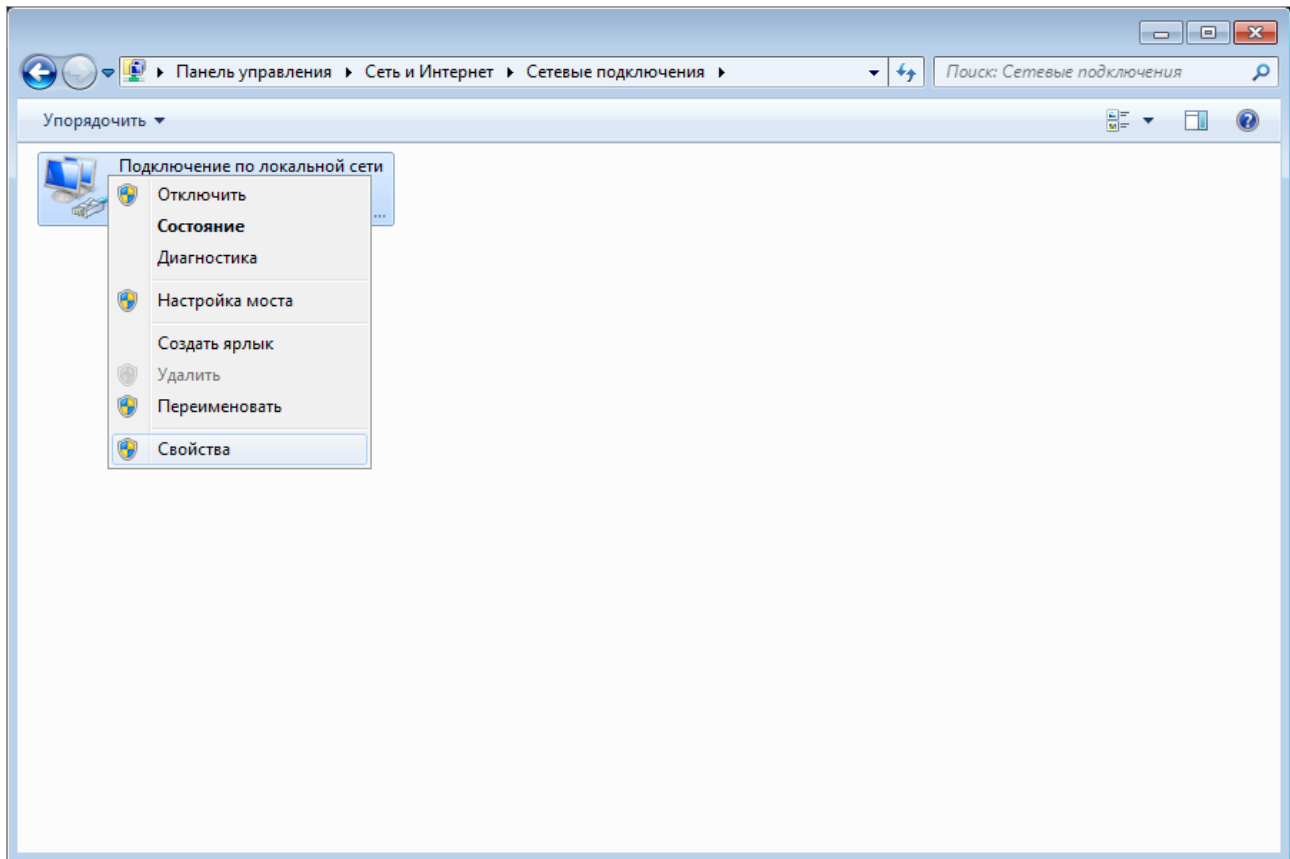 Панель управления Сеть и Интернет Сетевые подключения Поиск: Сетевые подключения
Упорядочить
Подключение по локальной сети
...
Отключить
Состояние
Диагностика
Настройка моста
Создать ярлык
Удалить
Переименовать
Свойства